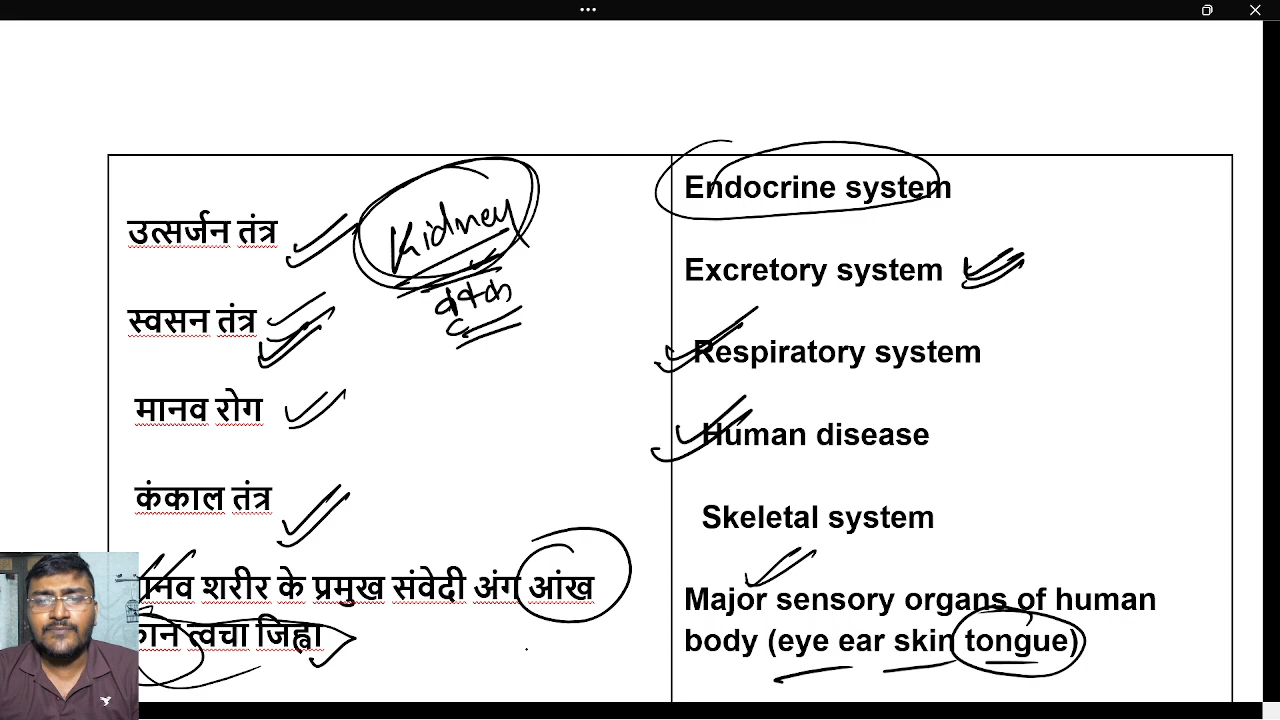 उत्सर्जन तंत्र
Kidney
वृक्क
स्वसन तंत्र
मानव रोग
कंकाल तंत्र
मानव शरीर के प्रमुख संवेदी अंग आंख
कान त्वचा जिह्वा
Endocrine system
Excretory system
Respiratory system
Human disease
Skeletal system
Major sensory organs of human
body (eye ear skin tongue)